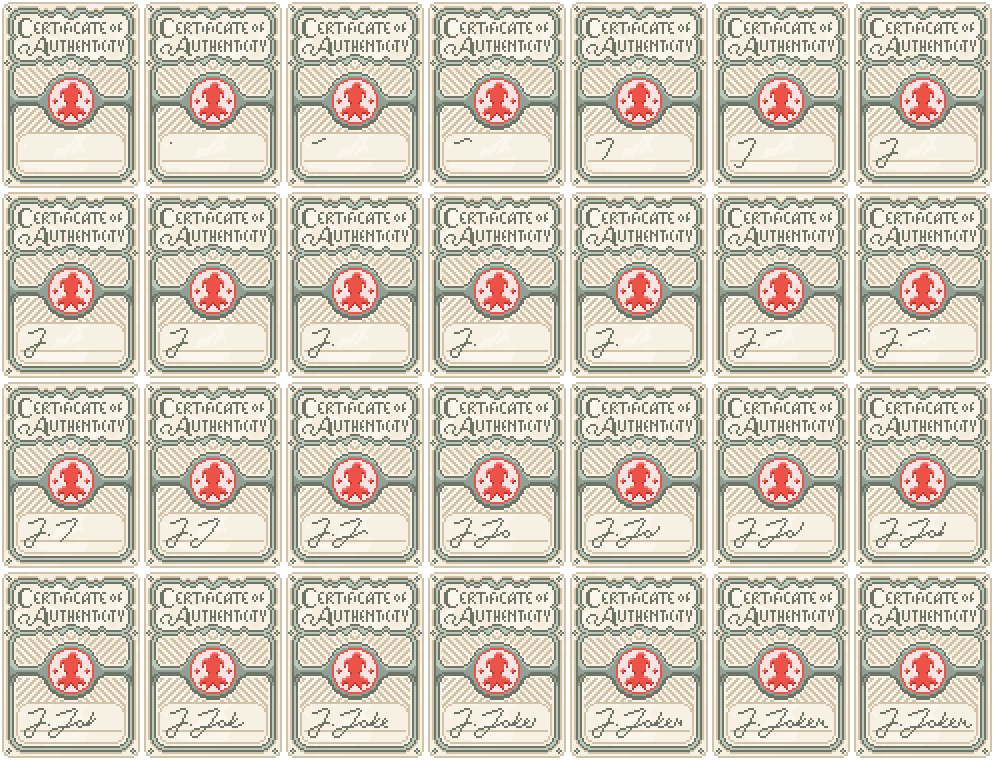 Certificate of
Authenticity
Certificate of
Authenticity
Certificate of
Authenticity
Certificate of
Authenticity
Certificate of
Authenticity
Certificate of
Authenticity
Certificate of
Authenticity
J
Certificate of
Authenticity
J
Certificate of
Authenticity
J
Certificate of
Authenticity
J.
Certificate of
Authenticity
J.
Certificate of
Authenticity
J.
Certificate of
Authenticity
J.
Certificate of
Authenticity
J.
Certificate of
Authenticity
J.
Certificate of
Authenticity
J. J
Certificate of
Authenticity
J. J
Certificate of
Authenticity
J. Jo
Certificate of
Authenticity
J. Jo
Certificate of
Authenticity
J. Jo
Certificate of
Authenticity
J. Jok
Certificate of
Authenticity
J. Jok
Certificate of
Authenticity
J. Jok
Certificate of
Authenticity
J. Joke
Certificate of
Authenticity
J. Joke
Certificate of
Authenticity
J. Joker
Certificate of
Authenticity
J. Joker
Certificate of
Authenticity
J. Joker